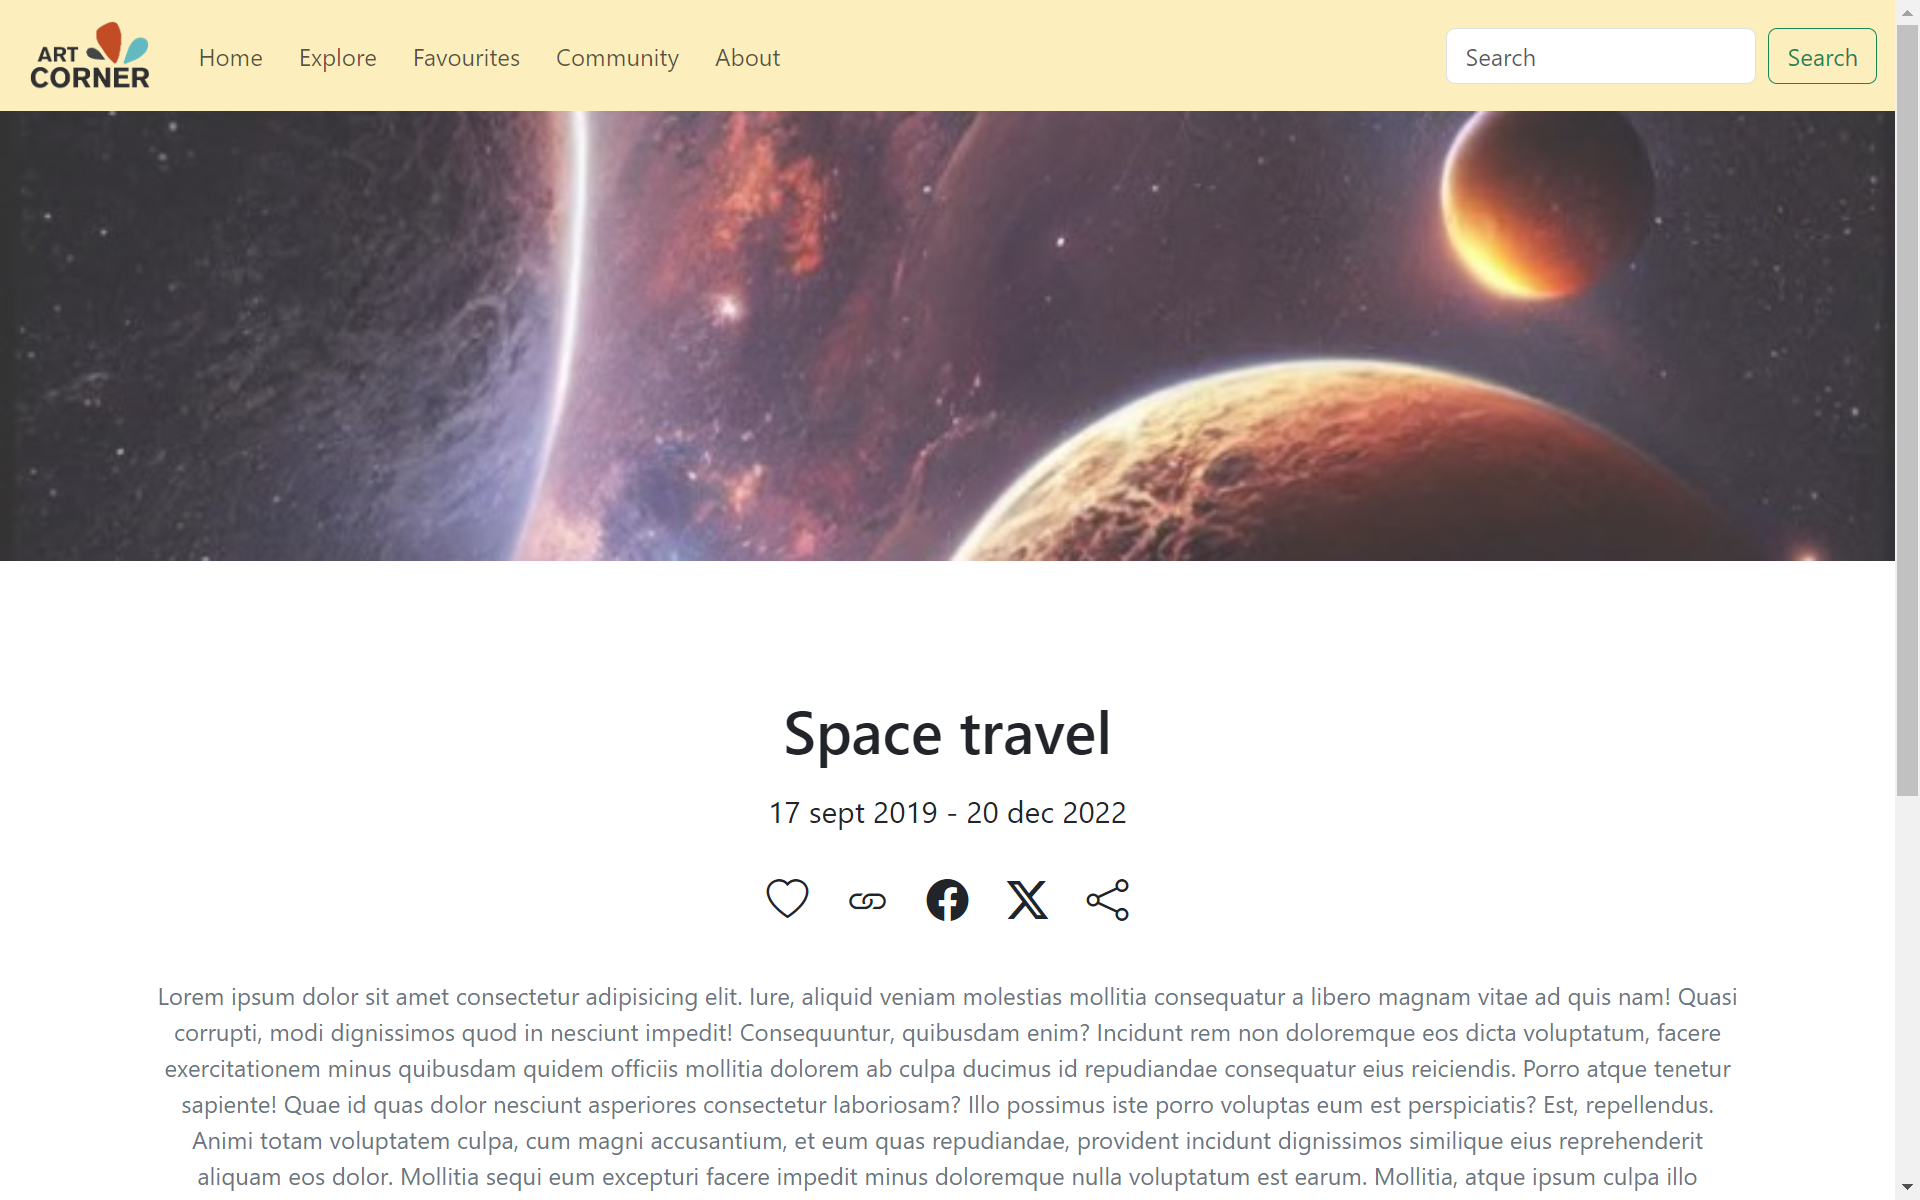 ART
CORNER
Home
Explore
Favourites
Community
About
Search
Search
Space travel
17 sept 2019 - 20 dec 2022
Lorem ipsum dolor sit amet consectetur adipisicing elit. Iure, aliquid veniam molestias mollitia consequatur a libero magnam vitae ad quis nam! Quasi
corrupti, modi dignissimos quod in nesciunt impedit! Consequuntur, quibusdam enim? Incidunt rem non doloremque eos dicta voluptatum, facere
exercitationem minus quibusdam quidem officiis mollitia dolorem ab culpa ducimus id repudiandae consequatur eius reiciendis. Porro atque tenetur
sapiente! Quae id quas dolor nesciunt asperiores consectetur laboriosam? Illo possimus iste porro voluptas eum est perspiciatis? Est, repellendus.
Animi totam voluptatem culpa, cum magni accusantium, et eum quas repudiandae, provident incidunt dignissimos similique eius reprehenderit
aliquam eos dolor. Mollitia sequi eum excepturi facere impedit minus doloremque nulla voluptatum est earum. Mollitia, atque ipsum culpa illo